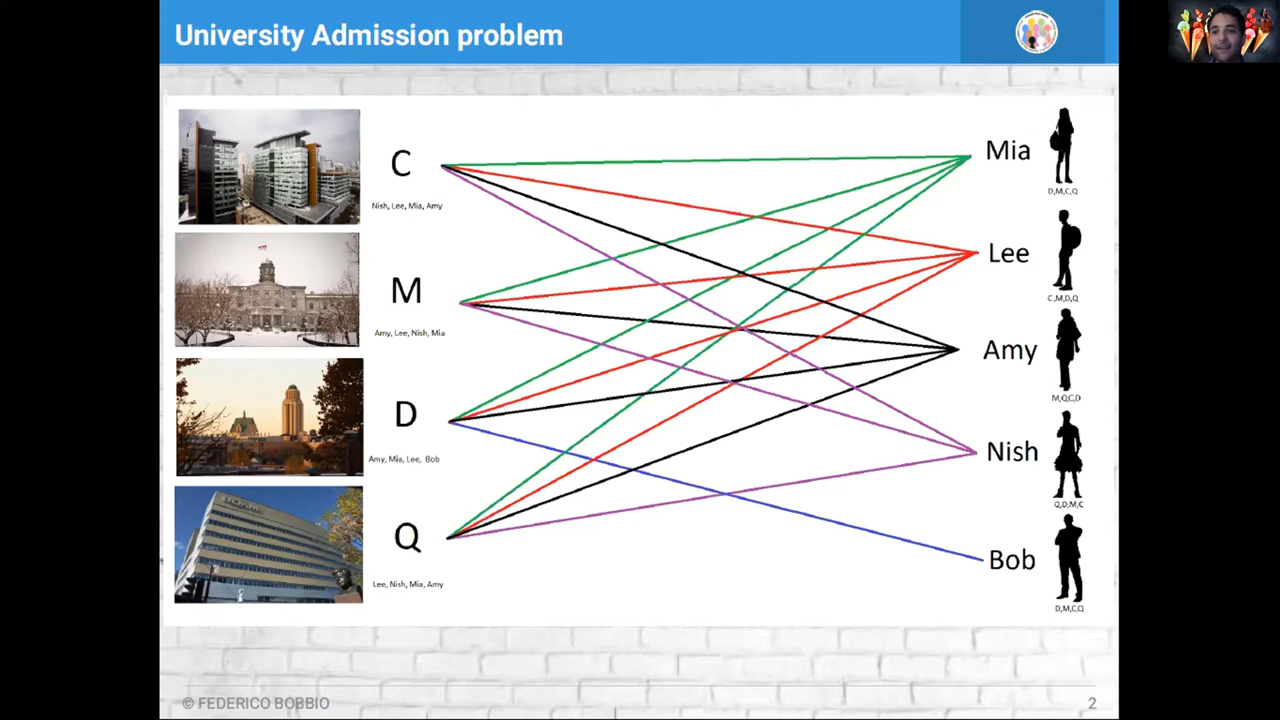 University Admission problem
C
Nish, Lee, Mia, Amy
M
Amy, Lee, Nish, Mia
D
Amy, Mia, Lee, Bob
Q
Lee, Nish, Mia, Amy
Mia
D,M,C,Q
Lee
C,M,D,Q
Amy
M,Q,C,D
Nish
Q,D,M,C
Bob
D,M,C,Q
© FEDERICO BOBBIO
2